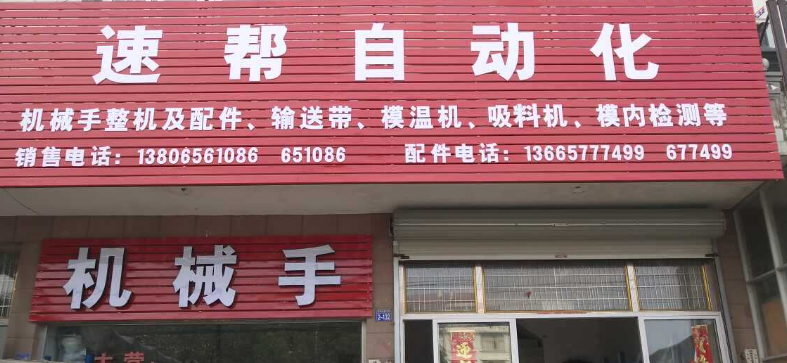 速帮自动化
机械手整机及配件、输送带、模温机、吸料机、模内检测等
销售电话：13806561086 651086 配件电话：13665777499 677499
机械手
2-132